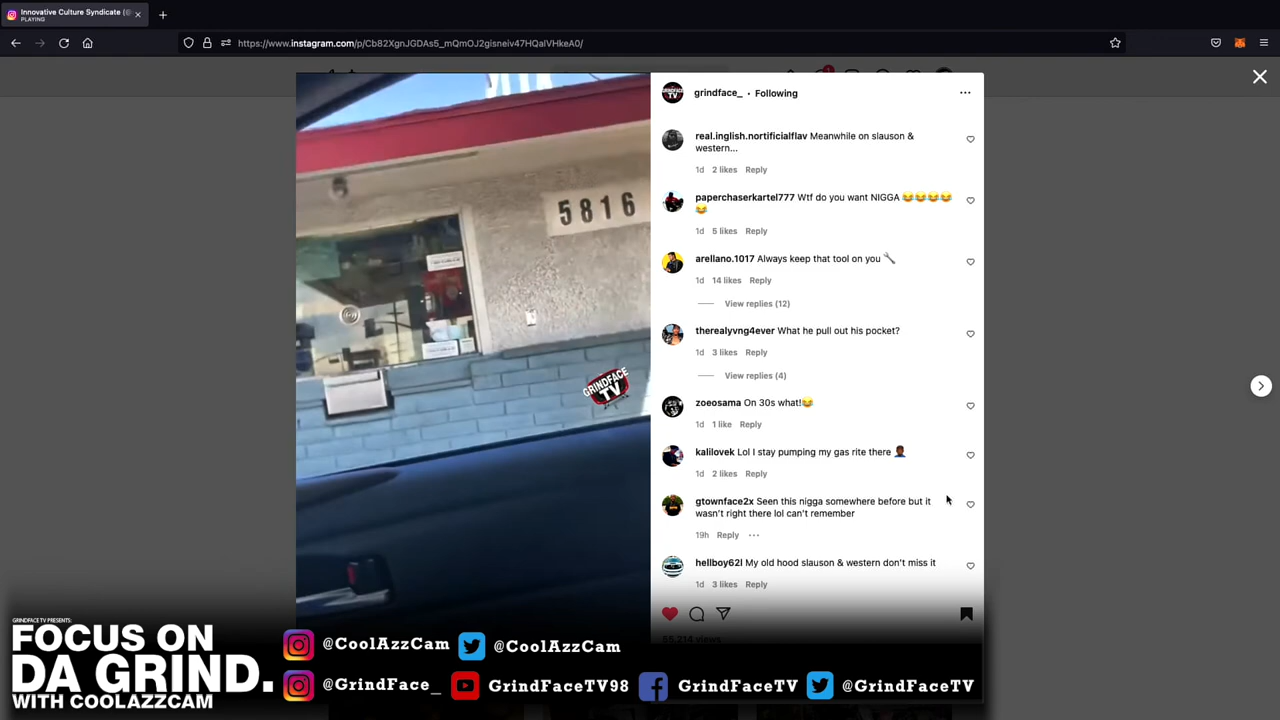 Innovative Culture Syndicate (@
PLAYING
https://www.instagram.com/p/Cb82XgnJGDAs5_mQmOJ2gisneiv47HQalVHkeA0/
grindface_ • Following
real.inglish.nortificialflav Meanwhile on slauson &
western...
1d 2 likes Reply
paperchaserkartel777 Wtf do you want NIGGA 😂😂😂😂
😂
1d 5 likes Reply
arellano.1017 Always keep that tool on you 🔧
1d 14 likes Reply
View replies (12)
therealyvng4ever What he pull out his pocket?
1d 3 likes Reply
View replies (4)
zoeosama On 30s what!😂
1d 1 like Reply
kalilovek Lol I stay pumping my gas rite there 🤦🏿‍♂️
1d 2 likes Reply
gtownface2x Seen this nigga somewhere before but it
wasn't right there lol can't remember
19h Reply ...
hellboy62l My old hood slauson & western don't miss it
1d 3 likes Reply
65,214 views
5816
GRINDFACE
TV
GRINDFACE TV PRESENTS:
FOCUS ON
DA GRIND.
WITH COOLAZZCAM
@CoolAzzCam @CoolAzzCam
@GrindFace_ GrindFaceTV98 GrindFaceTV @GrindFaceTV